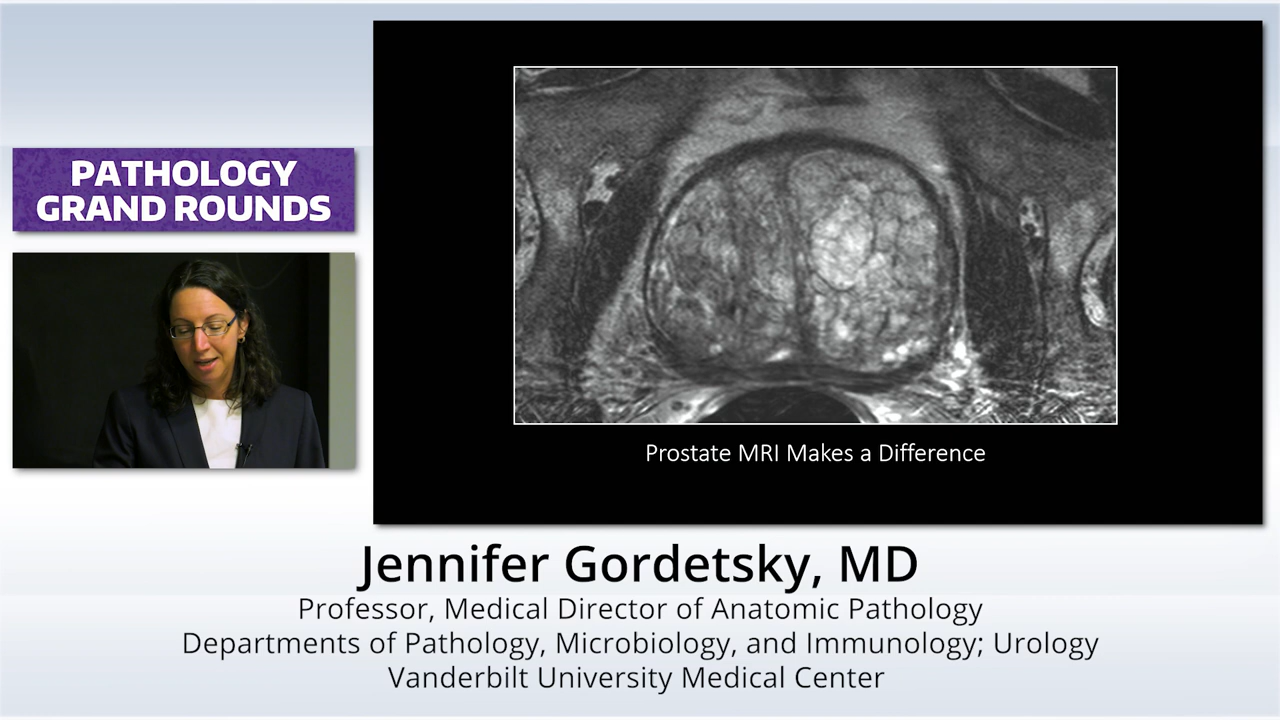 PATHOLOGY
GRAND ROUNDS
Prostate MRI Makes a Difference
Jennifer Gordetsky, MD
Professor, Medical Director of Anatomic Pathology
Departments of Pathology, Microbiology, and Immunology; Urology
Vanderbilt University Medical Center